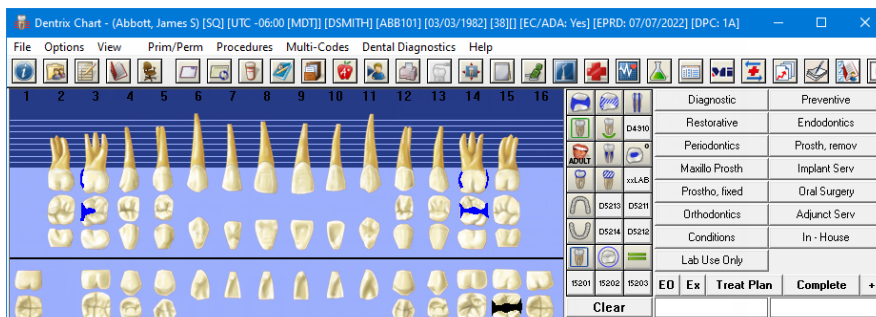 Dentrix Chart - (Abbott, James S) [SQ] [UTC -06:00 [MDT]] [DSMITH] [ABB101] [03/03/1982] [38][] [EC/ADA: Yes] [EPRD: 07/07/2022] [DPC: 1A]
File Options View Prim/Perm Procedures Multi-Codes Dental Diagnostics Help
1 2 3 4 5 6 7 8 9 10 11 12 13 14 15 16
Diagnostic Preventive
D4910 Restorative Endodontics
ADULT Periodontics Prosth, remov
xxLAB Maxillo Prosth Implant Serv
D5213 D5211 Prostho, fixed Oral Surgery
Orthodontics Adjunct Serv
D5214 D5212 Conditions In - House
Lab Use Only
15201 15202 15203 EO Ex Treat Plan Complete +
Clear